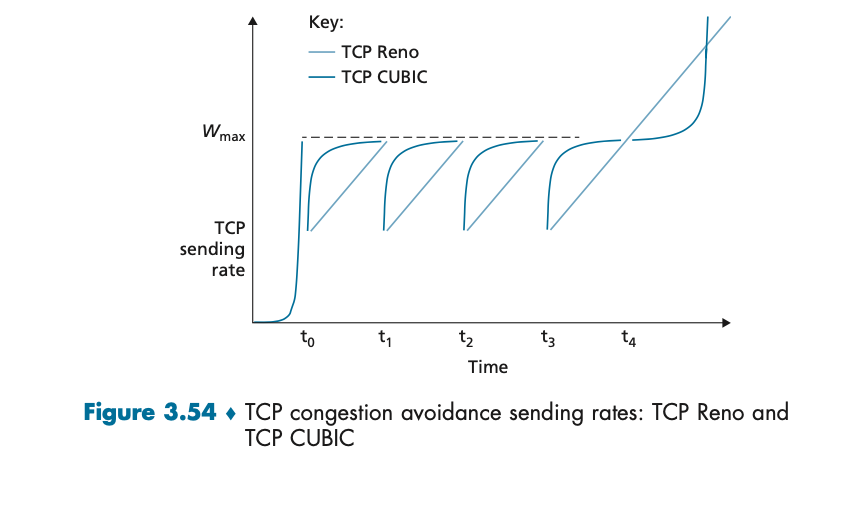 Key:
TCP Reno
TCP CUBIC
Wmax
TCP
sending
rate
t0 t1 t2 t3 t4
Time
Figure 3.54 ♦ TCP congestion avoidance sending rates: TCP Reno and
TCP CUBIC